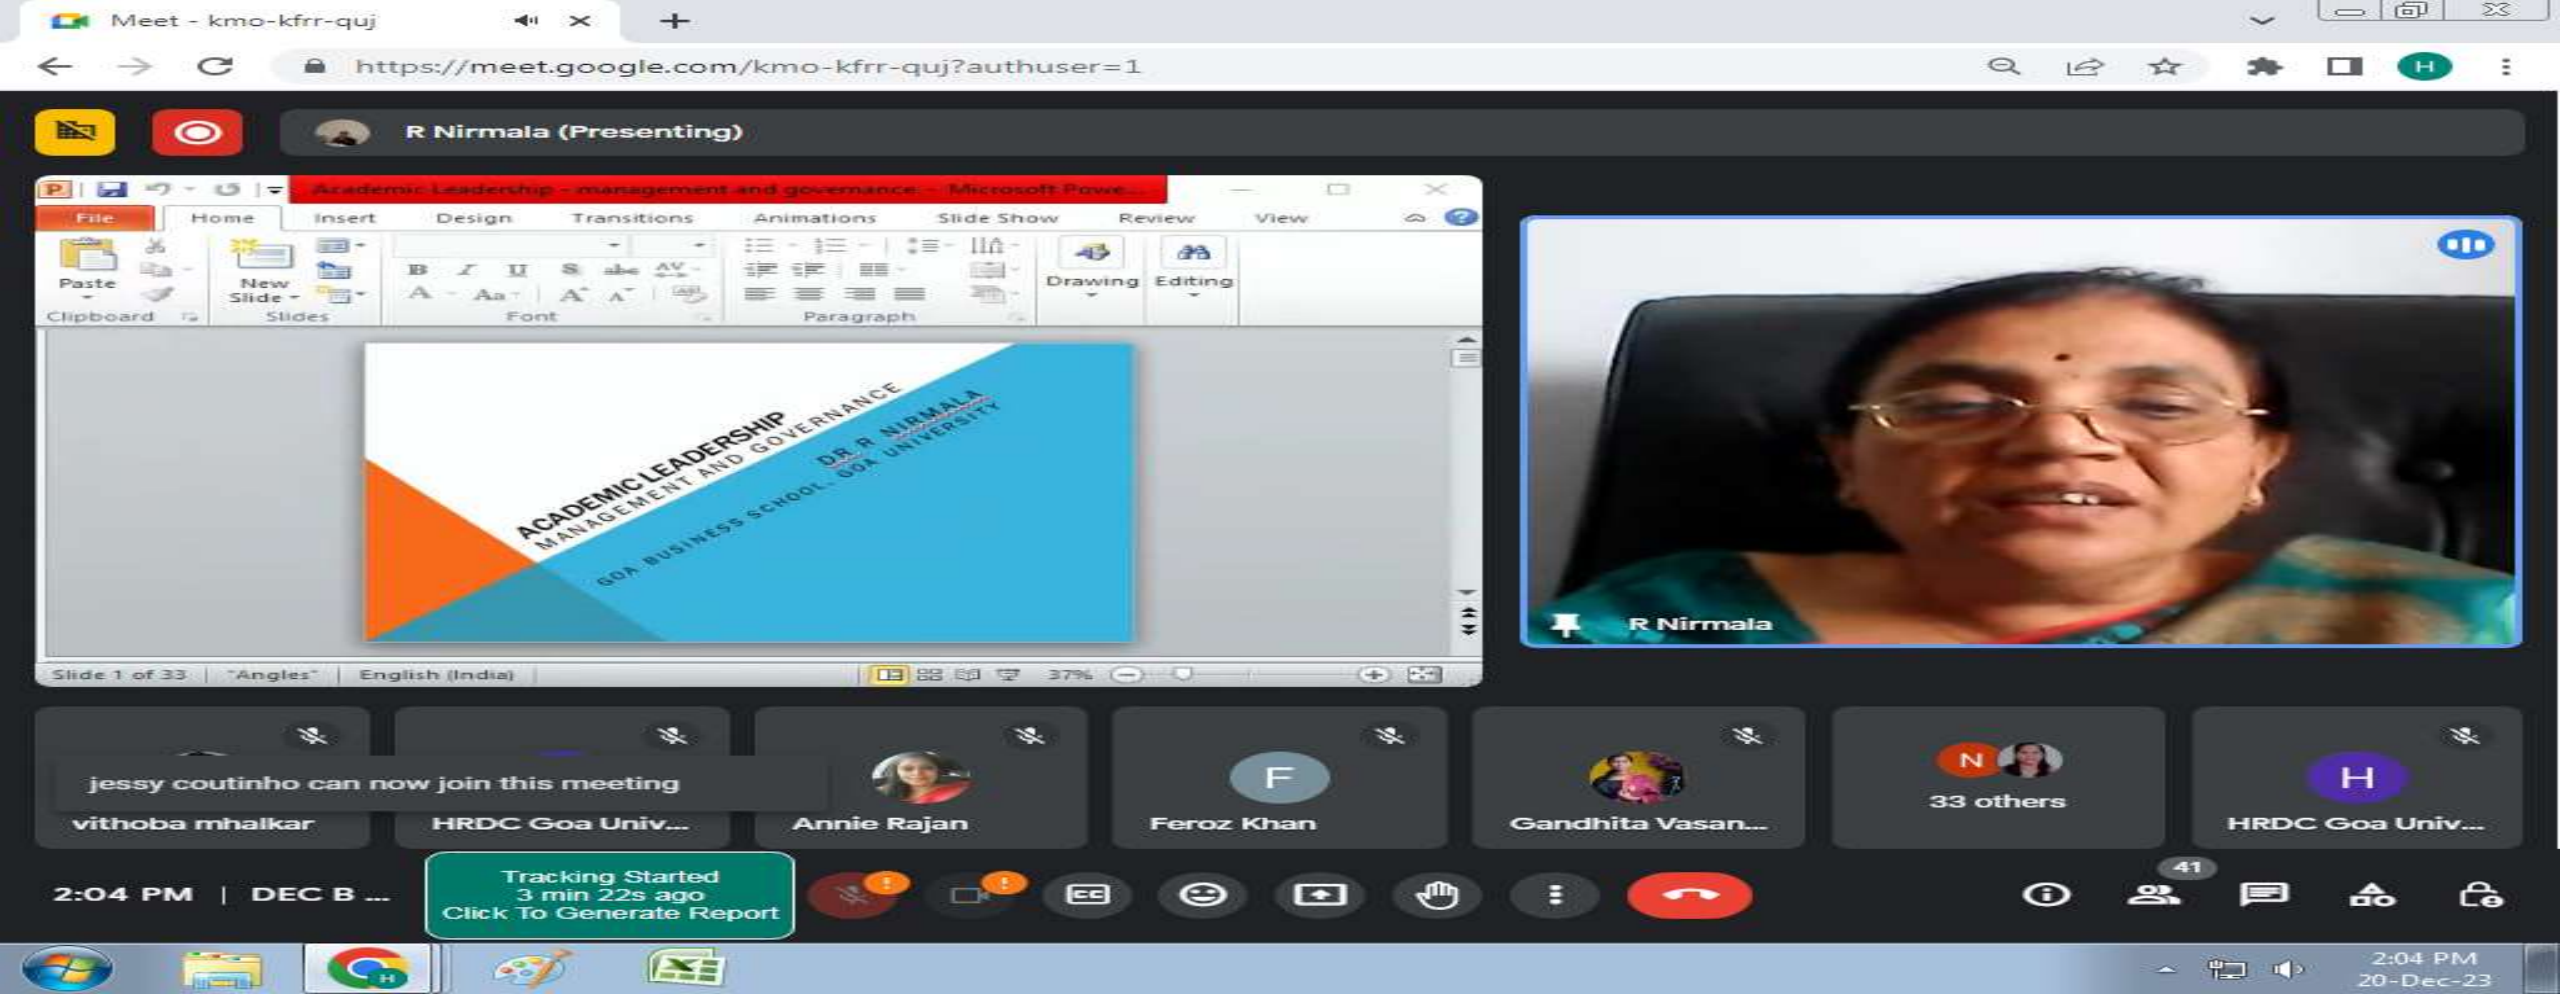 Meet - kmo-kfrr-quj
https://meet.google.com/kmo-kfrr-quj?authuser=1
H
R Nirmala (Presenting)
P
Academic Leadership - management and governance - Microsoft Powe...
File Home Insert Design Transitions Animations Slide Show Review View
Paste
New Slide
B I U S abc AV
A Aa A A
Drawing Editing
Clipboard Slides Font Paragraph
ACADEMIC LEADERSHIP
MANAGEMENT AND GOVERNANCE
DR R NIRMALA
GOA BUSINESS SCHOOL, GOA UNIVERSITY
R Nirmala
Slide 1 of 33 "Angles" English (India) 37%
jessy coutinho can now join this meeting
F
N
H
33 others
vithoba mhalkar HRDC Goa Univ... Annie Rajan Feroz Khan Gandhita Vasan... HRDC Goa Univ...
Tracking Started
3 min 22s ago
Click To Generate Report
2:04 PM | DEC B ...
CC
41
H
2:04 PM
20-Dec-23